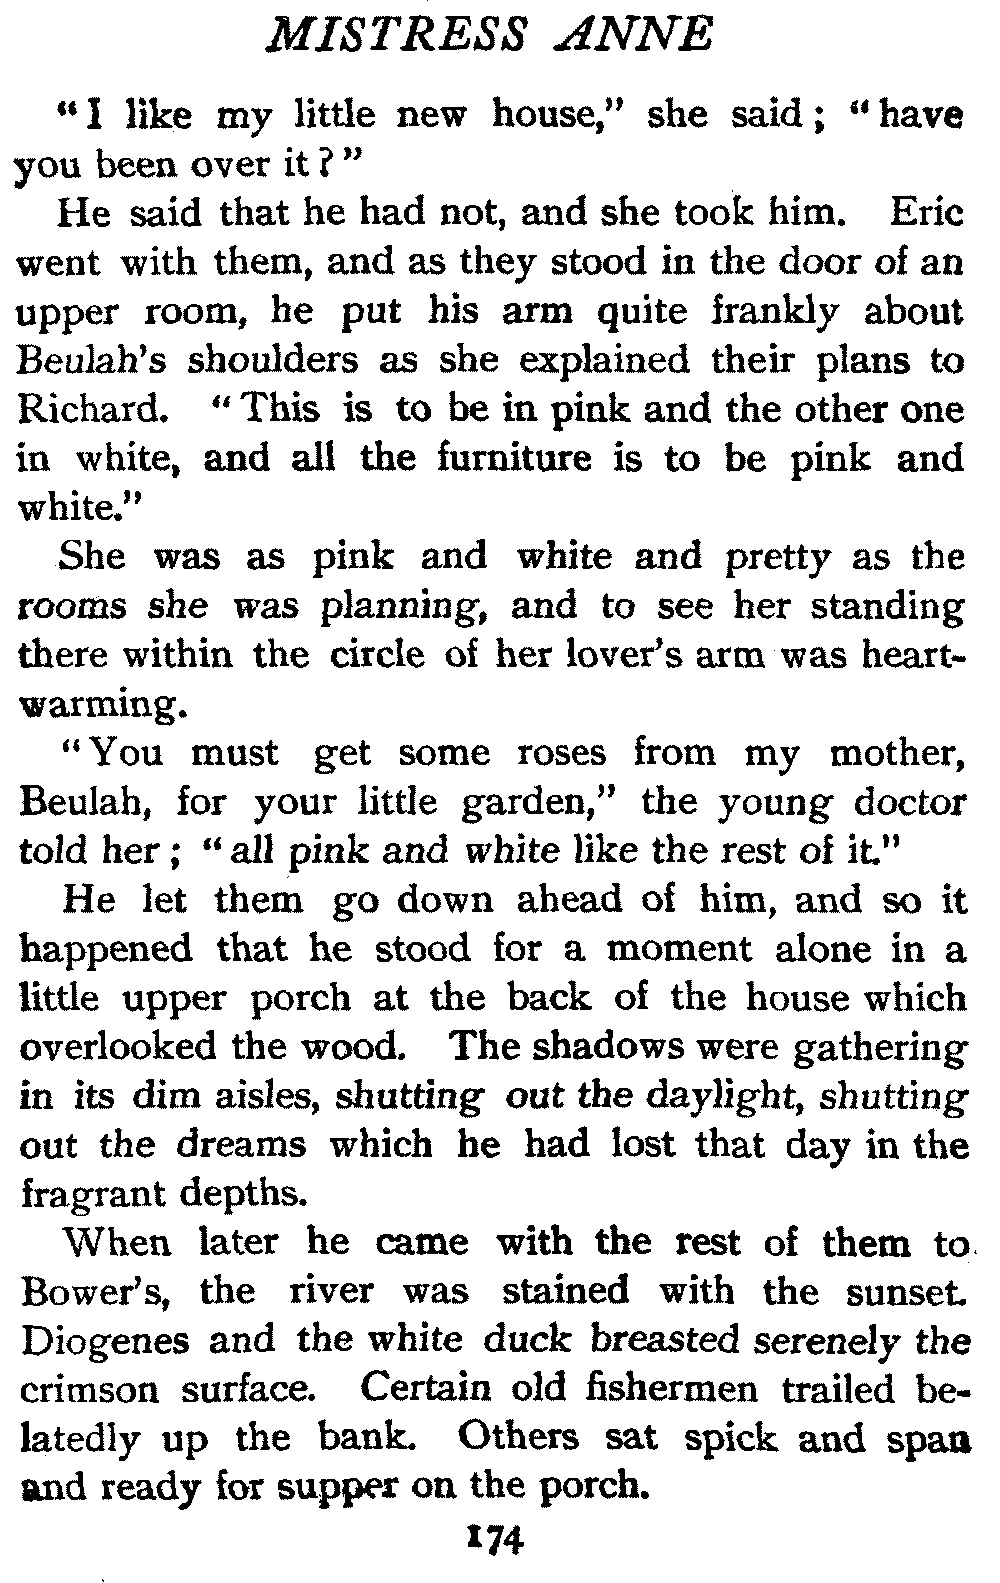 MISTRESS ANNE
"I like my little new house," she said; "have
you been over it?"
He said that he had not, and she took him. Eric
went with them, and as they stood in the door of an
upper room, he put his arm quite frankly about
Beulah's shoulders as she explained their plans to
Richard. "This is to be in pink and the other one
in white, and all the furniture is to be pink and
white."
She was as pink and white and pretty as the
rooms she was planning, and to see her standing
there within the circle of her lover's arm was heart-
warming.
"You must get some roses from my mother,
Beulah, for your little garden," the young doctor
told her; "all pink and white like the rest of it."
He let them go down ahead of him, and so it
happened that he stood for a moment alone in a
little upper porch at the back of the house which
overlooked the wood. The shadows were gathering
in its dim aisles, shutting out the daylight, shutting
out the dreams which he had lost that day in the
fragrant depths.
When later he came with the rest of them to
Bower's, the river was stained with the sunset.
Diogenes and the white duck breasted serenely the
crimson surface. Certain old fishermen trailed be-
latedly up the bank. Others sat spick and span
and ready for supper on the porch.
174